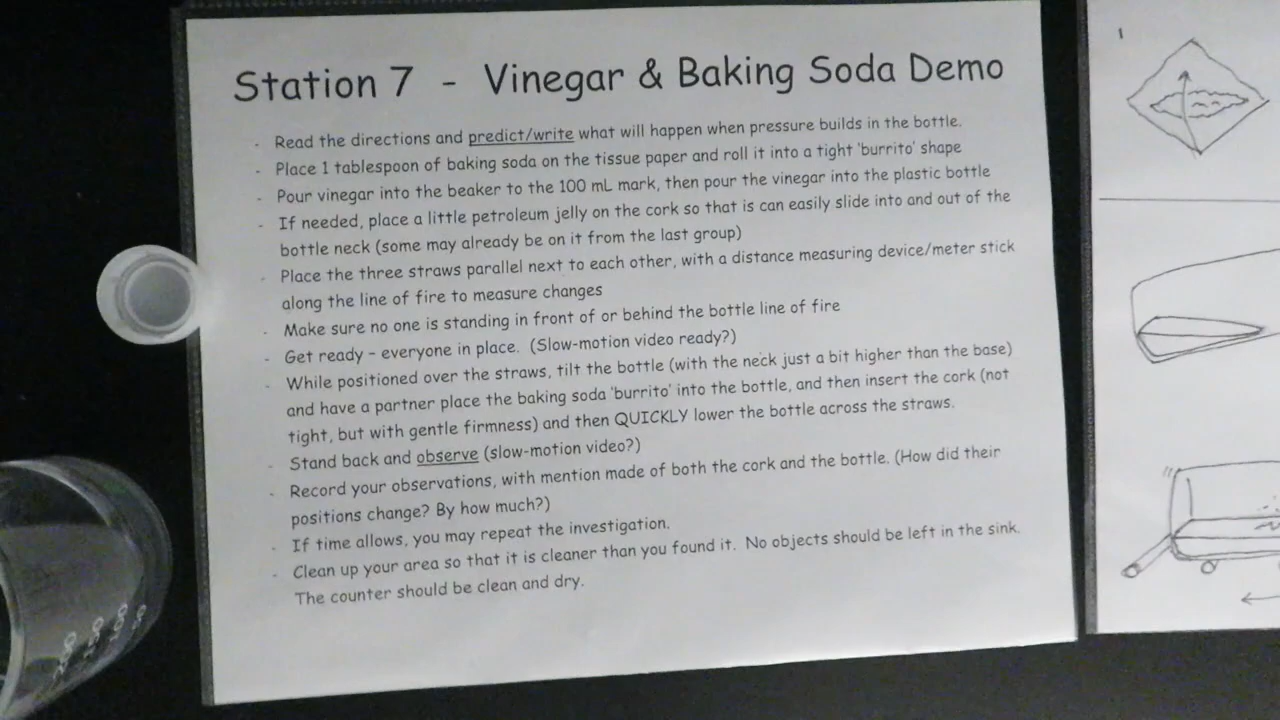 Station 7 - Vinegar & Baking Soda Demo
- Read the directions and predict/write what will happen when pressure builds in the bottle.
- Place 1 tablespoon of baking soda on the tissue paper and roll it into a tight 'burrito' shape
- Pour vinegar into the beaker to the 100 mL mark, then pour the vinegar into the plastic bottle
- If needed, place a little petroleum jelly on the cork so that is can easily slide into and out of the
bottle neck (some may already be on it from the last group)
- Place the three straws parallel next to each other, with a distance measuring device/meter stick
along the line of fire to measure changes
- Make sure no one is standing in front of or behind the bottle line of fire
- Get ready – everyone in place. (Slow-motion video ready?)
- While positioned over the straws, tilt the bottle (with the neck just a bit higher than the base)
and have a partner place the baking soda 'burrito' into the bottle, and then insert the cork (not
tight, but with gentle firmness) and then QUICKLY lower the bottle across the straws.
- Stand back and observe (slow-motion video?)
- Record your observations, with mention made of both the cork and the bottle. (How did their
positions change? By how much?)
- If time allows, you may repeat the investigation.
- Clean up your area so that it is cleaner than you found it. No objects should be left in the sink.
The counter should be clean and dry.
1